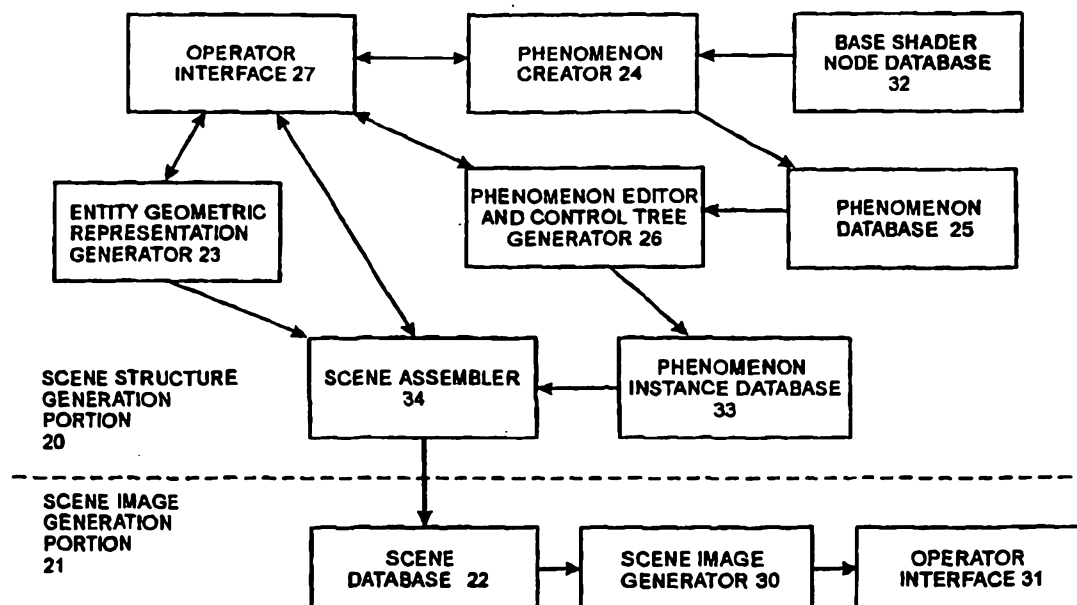 OPERATOR
INTERFACE 27
PHENOMENON
CREATOR 24
BASE SHADER
NODE DATABASE
32
ENTITY GEOMETRIC
REPRESENTATION
GENERATOR 23
PHENOMENON EDITOR
AND CONTROL TREE
GENERATOR 26
PHENOMENON
DATABASE 25
SCENE STRUCTURE
GENERATION
PORTION
20
SCENE ASSEMBLER
34
PHENOMENON
INSTANCE DATABASE
33
SCENE IMAGE
GENERATION
PORTION
21
SCENE
DATABASE 22
SCENE IMAGE
GENERATOR 30
OPERATOR
INTERFACE 31